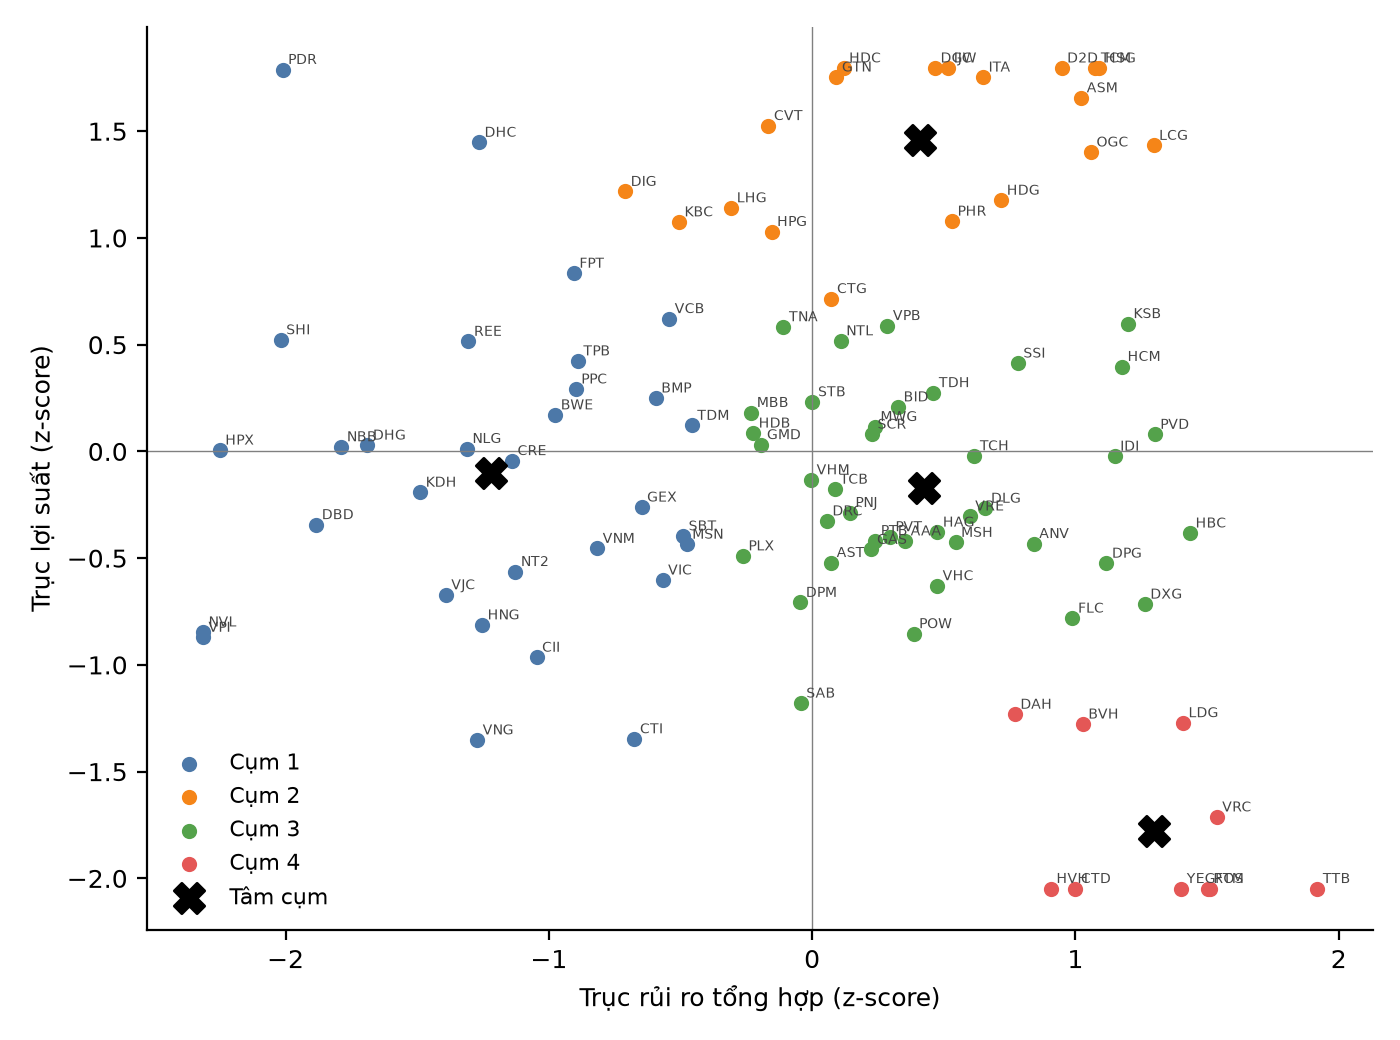 PDR
HDC
GTN
ITA
D2D
ASM
CVT
DHC
OGC
LCG
DIG
KBC
LHG
HPG
PHR
HDG
FPT
CTG
VCB
TNA
NTL
VPB
KSB
SHI
REE
TPB
SSI
HCM
PPC
BMP
STB
TDH
BWE
TDM
MBB
HDB
GMD
BID
MWG
SCR
PVD
HPX
NBB
DHG
NLG
CRE
TCH
IDI
KDH
VHM
TCB
GEX
DRC
PNJ
DLG
VRE
DBD
SBT
MSN
VNM
PTB
PVT
AAA
HAG
MSH
GAS
ANV
HBC
NT2
VIC
PLX
AST
VHC
DPG
VJC
DPM
DXG
NVL
VPI
HNG
POW
FLC
CII
SAB
VNG
CTI
DAH
BVH
LDG
VRC
HVH
CTD
YEG
TTB
1.5
1.0
0.5
0.0
−0.5
−1.0
−1.5
−2.0
Trục lợi suất (z-score)
Cụm 1
Cụm 2
Cụm 3
Cụm 4
Tâm cụm
−2
−1
0
1
2
Trục rủi ro tổng hợp (z-score)